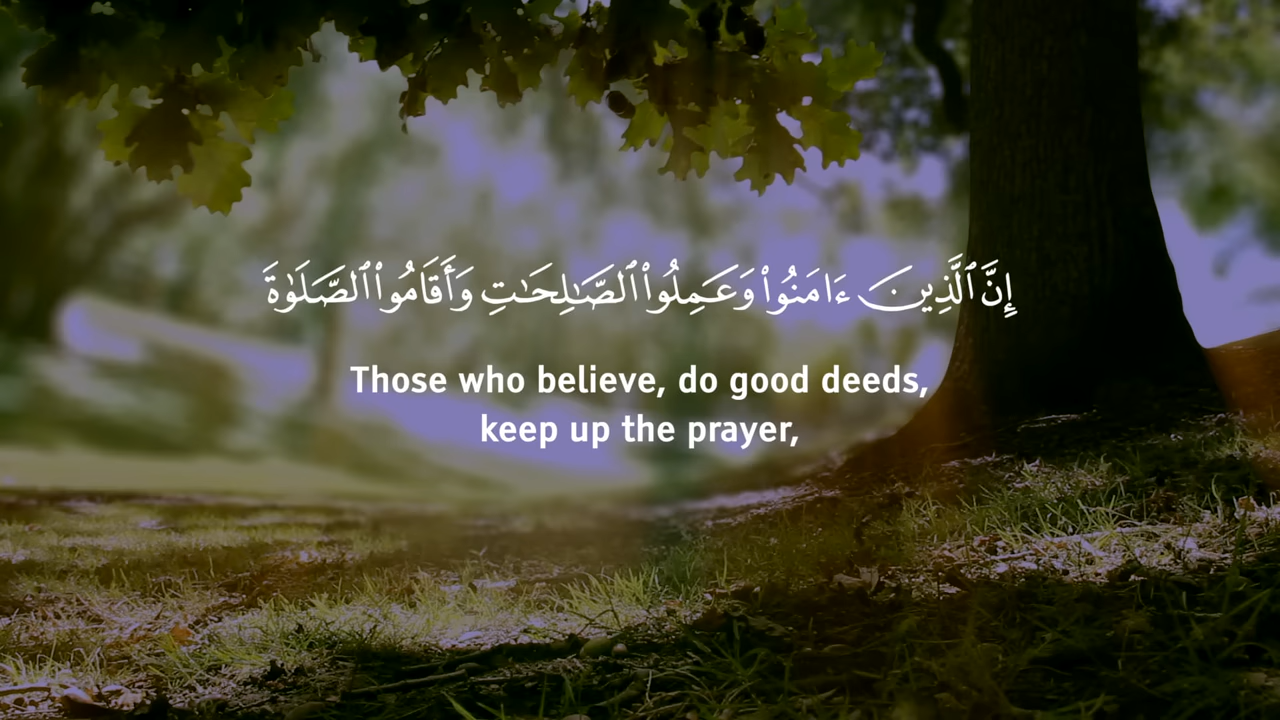 إِنَّ ٱلَّذِينَ ءَامَنُوا۟ وَعَمِلُوا۟ ٱلصَّـٰلِحَـٰتِ وَأَقَامُوا۟ ٱلصَّلَوٰةَ
Those who believe, do good deeds,
keep up the prayer,